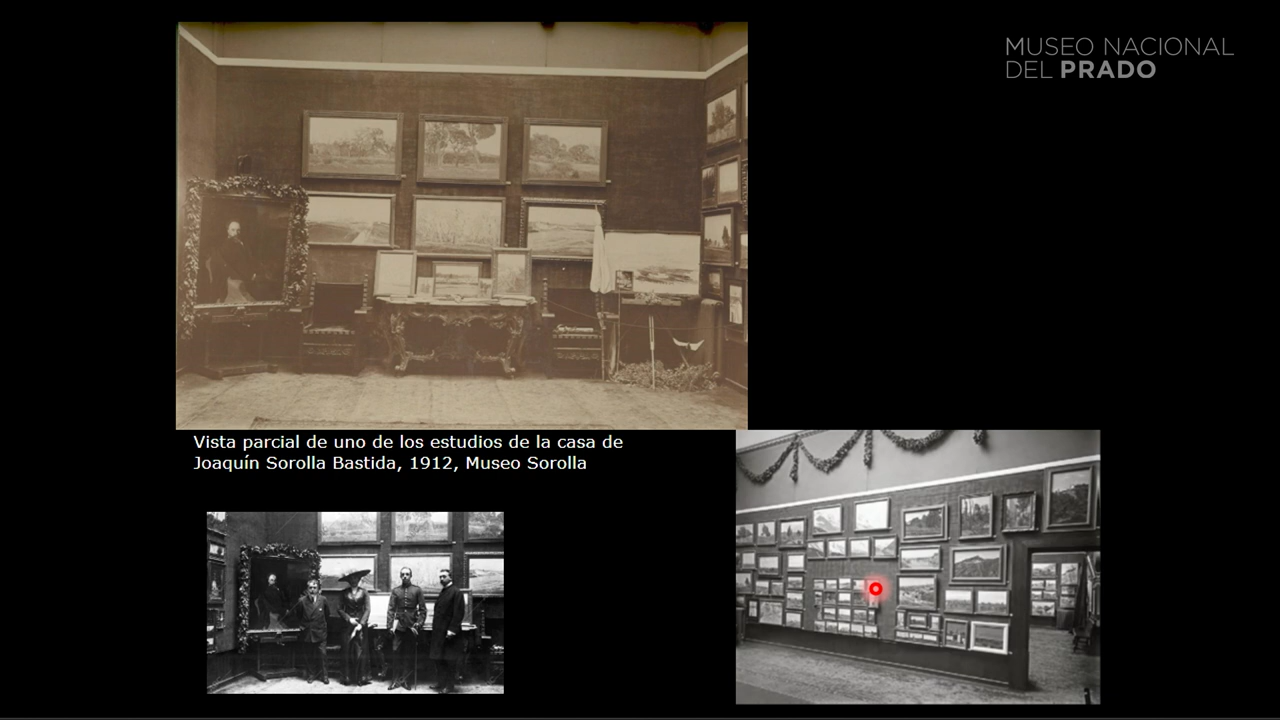 MUSEO NACIONAL
DEL PRADO
Vista parcial de uno de los estudios de la casa de
Joaquín Sorolla Bastida, 1912, Museo Sorolla